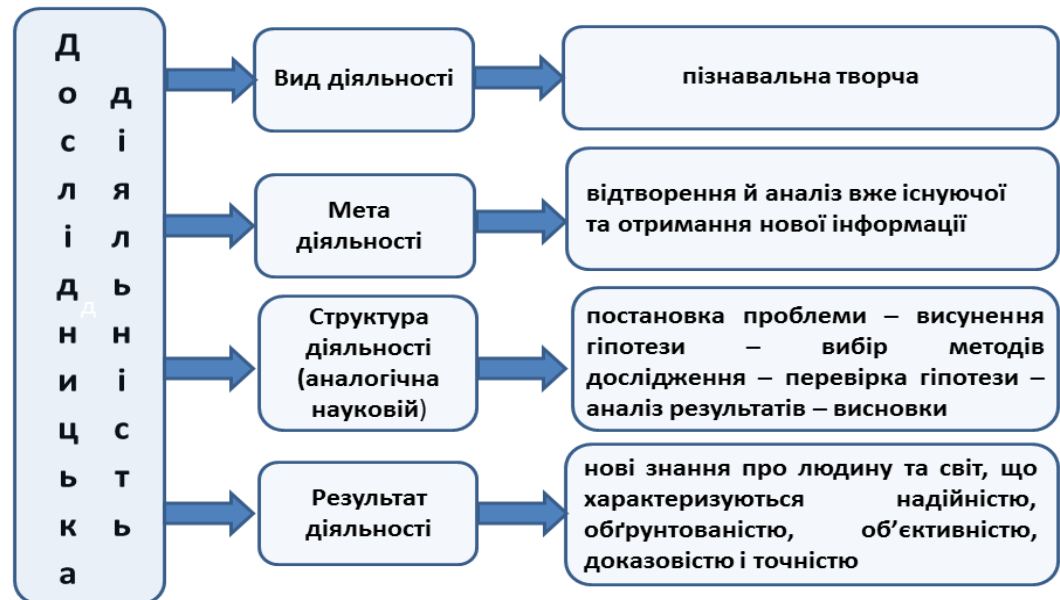 Дослідницька
діяльність
Вид діяльності
пізнавальна творча
Мета
діяльності
відтворення й аналіз вже існуючої
та отримання нової інформації
д
Структура
діяльності
(аналогічна
науковій)
постановка проблеми – висунення
гіпотези – вибір методів
дослідження – перевірка гіпотези –
аналіз результатів – висновки
Результат
діяльності
нові знання про людину та світ, що
характеризуються надійністю,
обґрунтованістю, об’єктивністю,
доказовістю і точністю